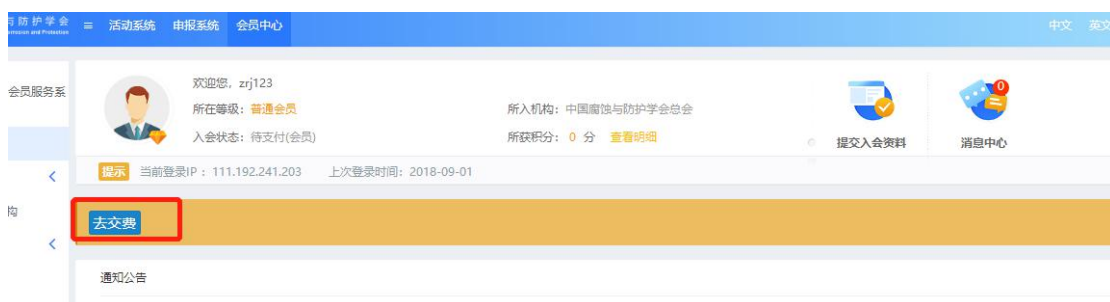 与防护学会
≡ 活动系统 申报系统 会员中心 中文 英文
会员服务系
欢迎您, zrj123
所在等级: 普通会员
所入机构: 中国腐蚀与防护学会总会
入会状态: 待支付(会员)
所获积分: 0 分 查看明细
提交入会资料
0
消息中心
提示 当前登录IP : 111.192.241.203 上次登录时间: 2018-09-01
构
去交费
通知公告